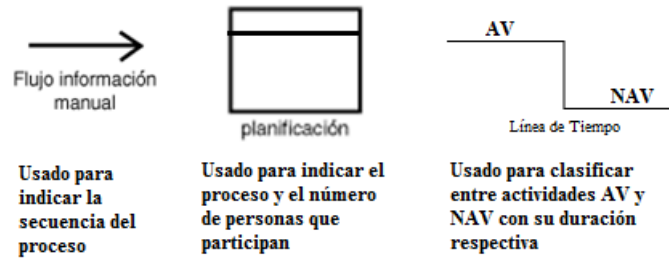 Flujo información
manual
planificación
AV
NAV
Línea de Tiempo
Usado para
indicar la
secuencia del
proceso
Usado para indicar el
proceso y el número
de personas que
participan
Usado para clasificar
entre actividades AV y
NAV con su duración
respectiva